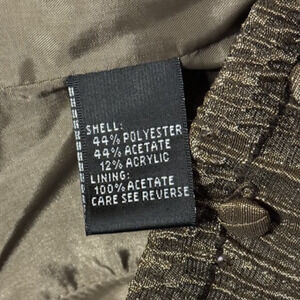 SHELL:
44% POLYESTER
44% ACETATE
12% ACRYLIC
LINING:
100% ACETATE
CARE SEE REVERSE